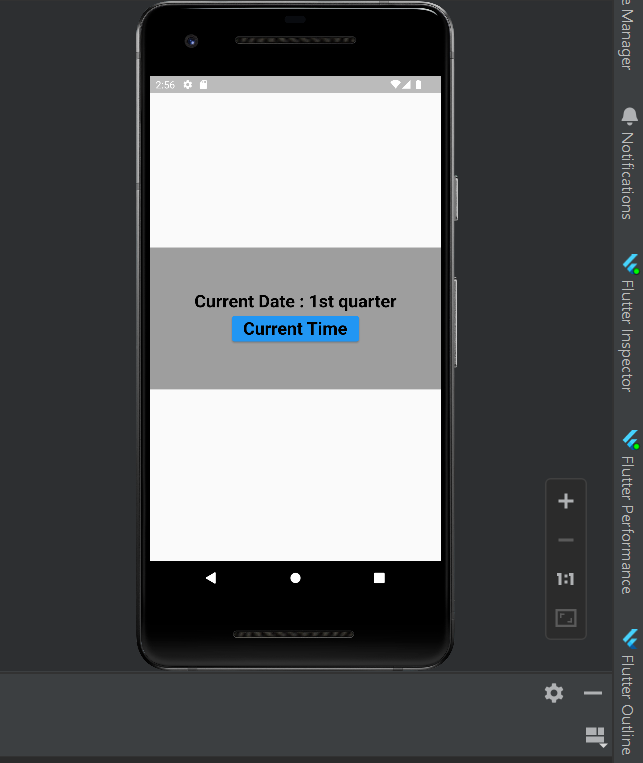 2:56
Current Date : 1st quarter
Current Time
1:1
e Manager
Notifications
Flutter Inspector
Flutter Performance
Flutter Outline